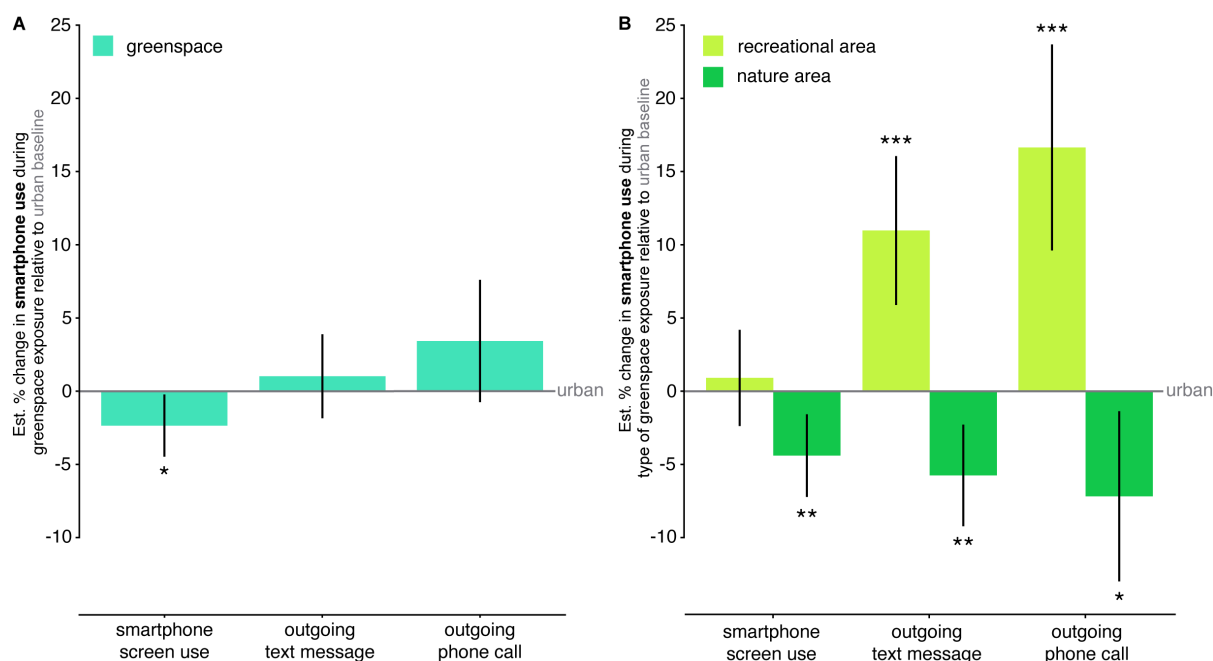 A
Est. % change in smartphone use during
greenspace exposure relative to urban baseline
25
20
15
10
5
0
-5
-10
greenspace
urban
*
smartphone
screen use
outgoing
text message
outgoing
phone call
B
Est. % change in smartphone use during
type of greenspace exposure relative to urban baseline
25
20
15
10
5
0
-5
-10
recreational area
nature area
***
***
urban
**
**
*
smartphone
screen use
outgoing
text message
outgoing
phone call